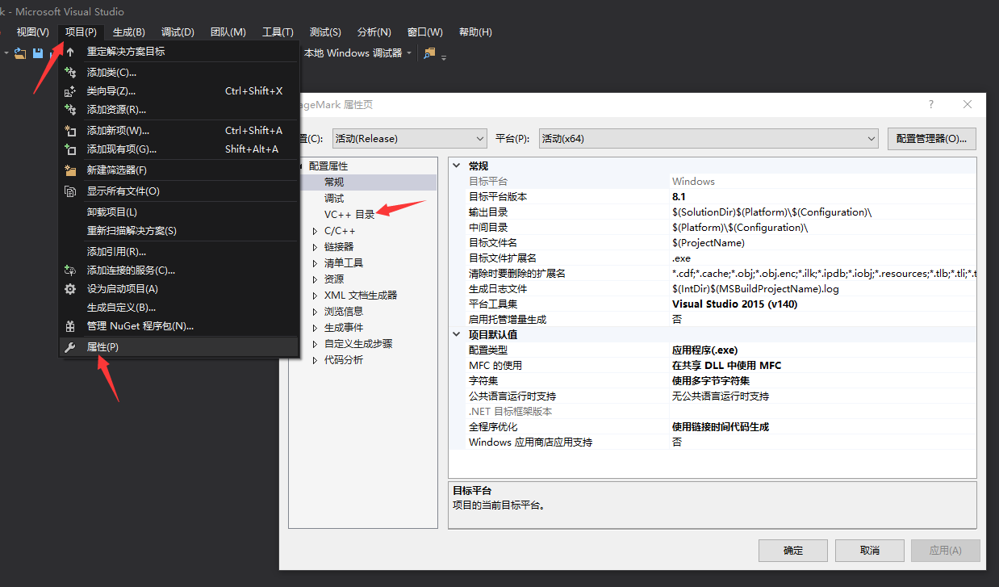 k - Microsoft Visual Studio
视图(V) 项目(P) 生成(B) 调试(D) 团队(M) 工具(T) 测试(S) 分析(N) 窗口(W) 帮助(H)
本地 Windows 调试器
重定解决方案目标
添加类(C)...
类向导(Z)... Ctrl+Shift+X
添加资源(R)...
添加新项(W)... Ctrl+Shift+A
添加现有项(G)... Shift+Alt+A
新建筛选器(F)
显示所有文件(O)
卸载项目(L)
重新扫描解决方案(S)
添加引用(R)...
添加连接的服务(C)...
设为启动项目(A)
生成自定义(B)...
管理 NuGet 程序包(N)...
属性(P)
ageMark 属性页
置(C): 活动(Release) 平台(P): 活动(x64) 配置管理器(O)...
配置属性
常规
调试
VC++ 目录
C/C++
链接器
清单工具
资源
XML 文档生成器
浏览信息
生成事件
自定义生成步骤
代码分析
常规
目标平台 Windows
目标平台版本 8.1
输出目录 $(SolutionDir)$(Platform)\$(Configuration)\
中间目录 $(Platform)\$(Configuration)\
目标文件名 $(ProjectName)
目标文件扩展名 .exe
清除时要删除的扩展名 *.cdf;*.cache;*.obj;*.obj.enc;*.ilk;*.ipdb;*.iobj;*.resources;*.tlb;*.tli;*.t
生成日志文件 $(IntDir)$(MSBuildProjectName).log
平台工具集 Visual Studio 2015 (v140)
启用托管增量生成 否
项目默认值
配置类型 应用程序(.exe)
MFC 的使用 在共享 DLL 中使用 MFC
字符集 使用多字节字符集
公共语言运行时支持 无公共语言运行时支持
.NET 目标框架版本
全程序优化 使用链接时间代码生成
Windows 应用商店应用支持 否
目标平台
项目的当前目标平台。
确定 取消 应用(A)